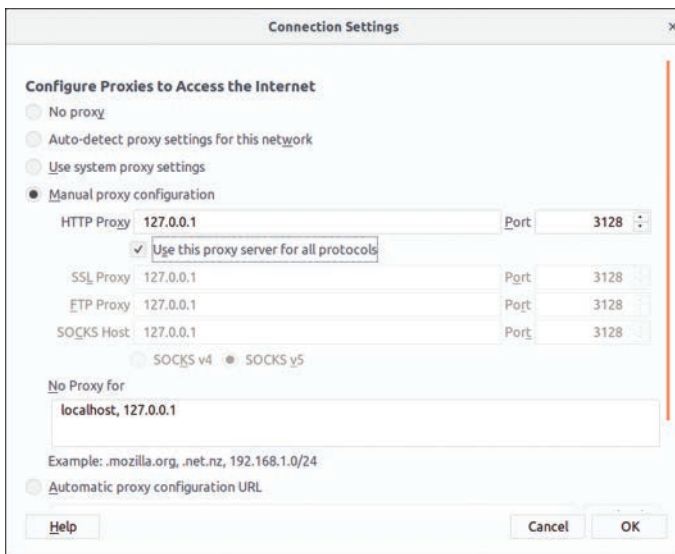 Connection Settings ×
Configure Proxies to Access the Internet
No proxy
Auto-detect proxy settings for this network
Use system proxy settings
Manual proxy configuration
HTTP Proxy 127.0.0.1 Port 3128
Use this proxy server for all protocols
SSL Proxy 127.0.0.1 Port 3128
FTP Proxy 127.0.0.1 Port 3128
SOCKS Host 127.0.0.1 Port 3128
SOCKS v4 SOCKS v5
No Proxy for
localhost, 127.0.0.1
Example: .mozilla.org, .net.nz, 192.168.1.0/24
Automatic proxy configuration URL
Help Cancel OK